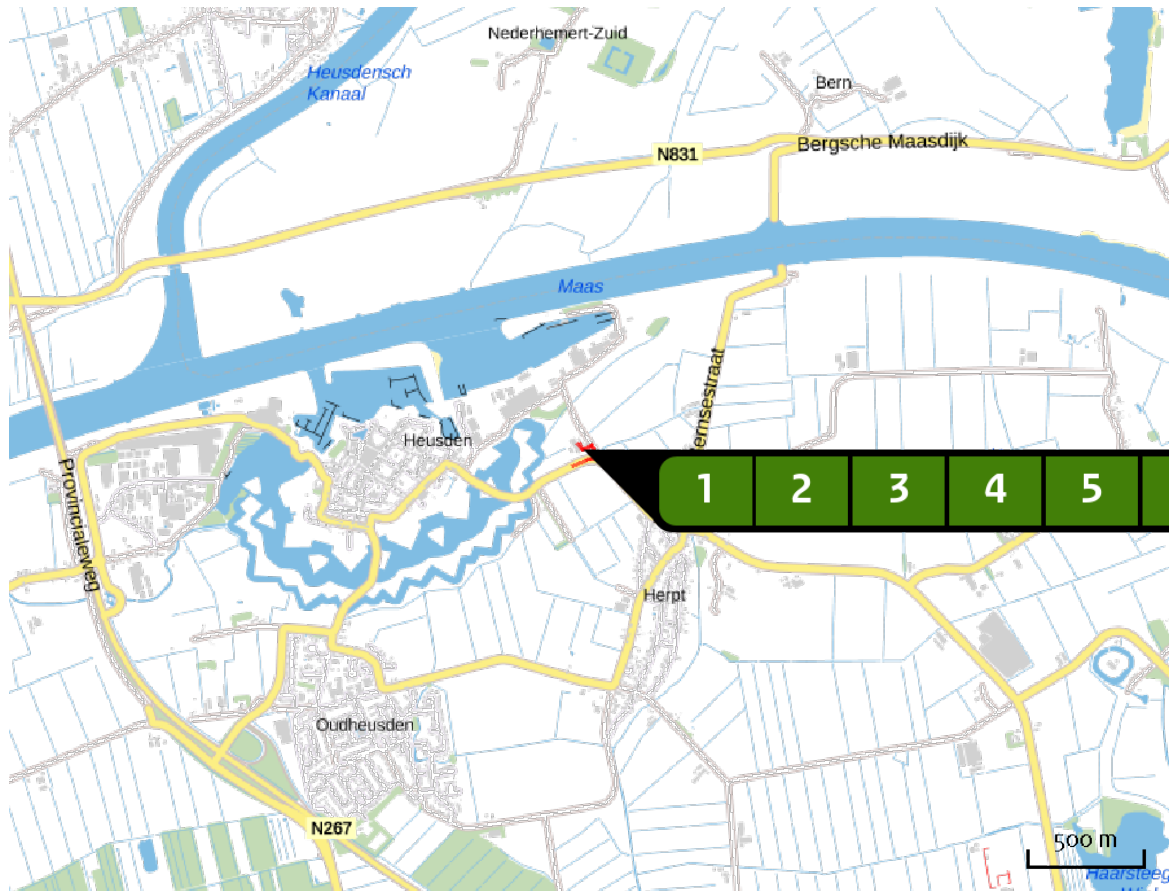 Nederhemert-Zuid
Heusdensch
Kanaal
Bern
Bergsche Maasdijk
N831
Maas
Heusden
1 2 3 4 5
Provincialeweg
Herpt
Oudheusden
N267
500 m